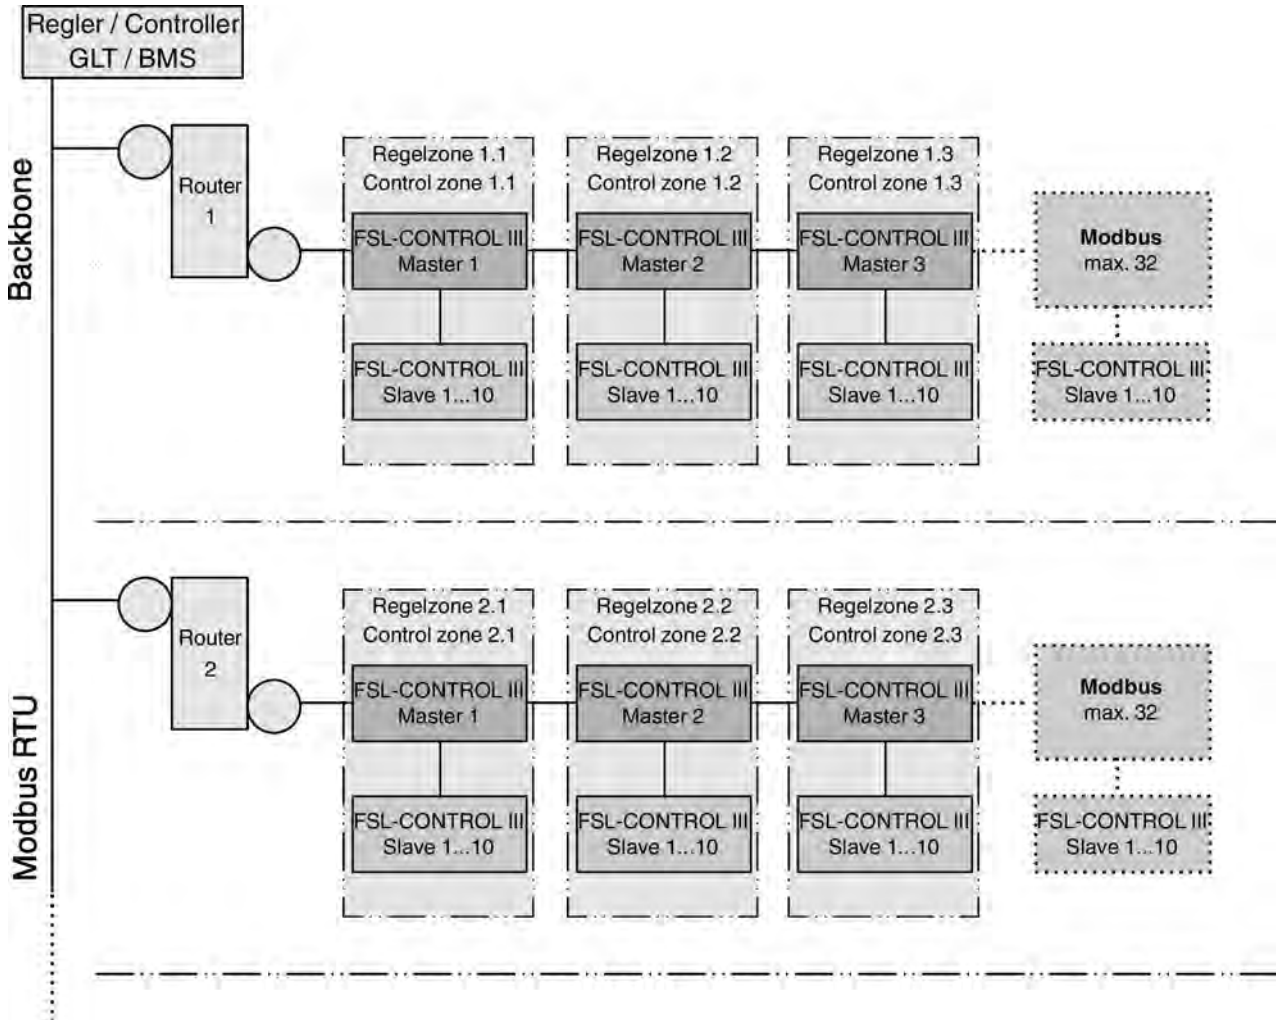 Regler / Controller
GLT / BMS
Backbone
Router
1
Regelzone 1.1
Control zone 1.1
FSL-CONTROL III
Master 1
FSL-CONTROL III
Slave 1...10
Regelzone 1.2
Control zone 1.2
FSL-CONTROL III
Master 2
FSL-CONTROL III
Slave 1...10
Regelzone 1.3
Control zone 1.3
FSL-CONTROL III
Master 3
FSL-CONTROL III
Slave 1...10
Modbus
max. 32
FSL-CONTROL III
Slave 1...10
Modbus RTU
Router
2
Regelzone 2.1
Control zone 2.1
FSL-CONTROL III
Master 1
FSL-CONTROL III
Slave 1...10
Regelzone 2.2
Control zone 2.2
FSL-CONTROL III
Master 2
FSL-CONTROL III
Slave 1...10
Regelzone 2.3
Control zone 2.3
FSL-CONTROL III
Master 3
FSL-CONTROL III
Slave 1...10
Modbus
max. 32
FSL-CONTROL III
Slave 1...10